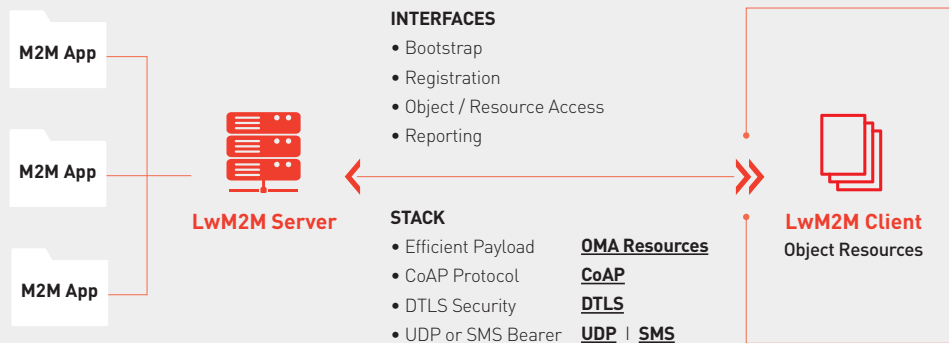 M2M App
M2M App
M2M App
LwM2M Server
INTERFACES
• Bootstrap
• Registration
• Object / Resource Access
• Reporting
STACK
• Efficient Payload OMA Resources
• CoAP Protocol CoAP
• DTLS Security DTLS
• UDP or SMS Bearer UDP | SMS
LwM2M Client
Object Resources